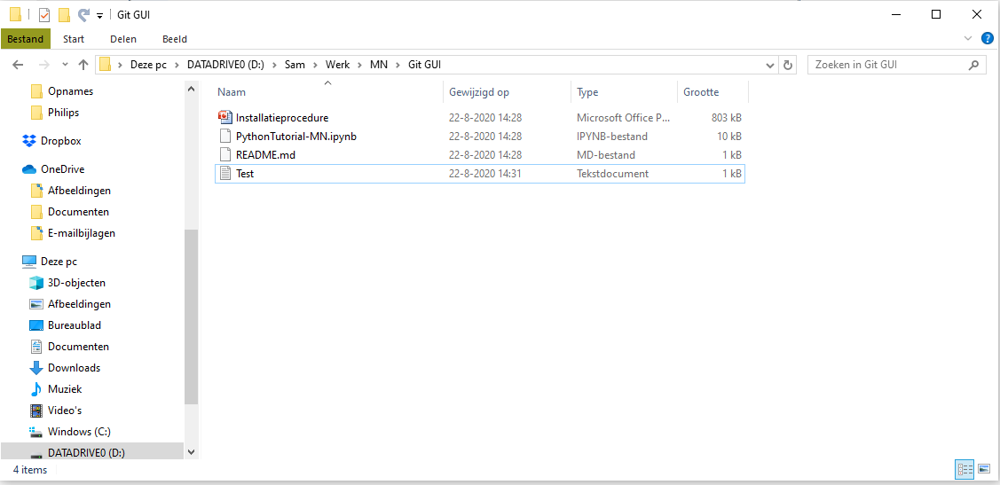 Git GUI
Bestand Start Delen Beeld
Deze pc DATADRIVE0 (D:) Sam Werk MN Git GUI
Zoeken in Git GUI
Opnames
Philips
Dropbox
OneDrive
Afbeeldingen
Documenten
E-mailbijlagen
Deze pc
3D-objecten
Afbeeldingen
Bureaublad
Documenten
Downloads
Muziek
Video's
Windows (C:)
DATADRIVE0 (D:)
Naam Gewijzigd op Type Grootte
Installatieprocedure 22-8-2020 14:28 Microsoft Office P... 803 kB
PythonTutorial-MN.ipynb 22-8-2020 14:28 IPYNB-bestand 10 kB
README.md 22-8-2020 14:28 MD-bestand 1 kB
Test 22-8-2020 14:31 Tekstdocument 1 kB
4 items